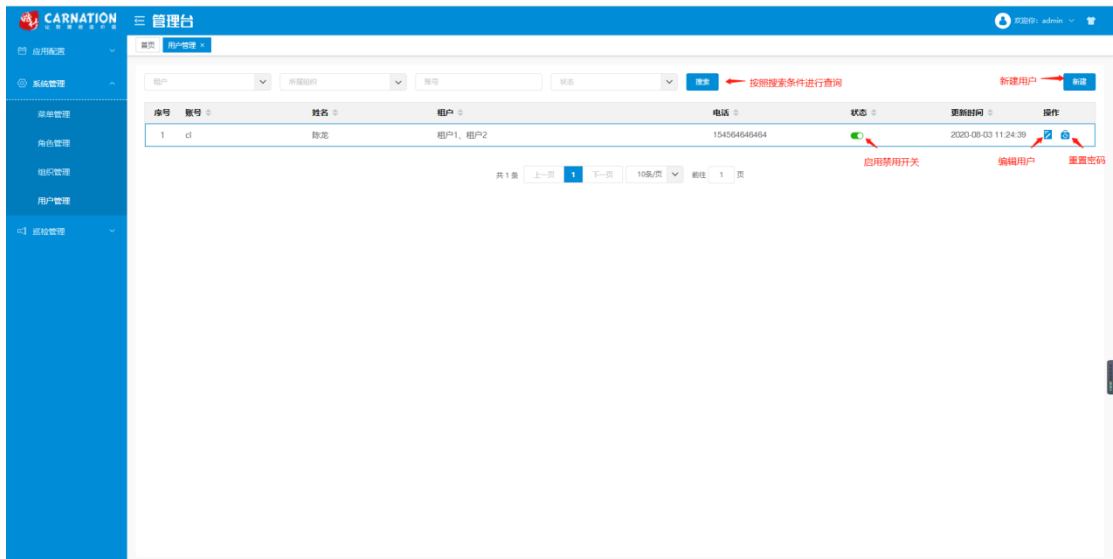 CARNATION
管理台
欢迎你: admin
应用配置
系统管理
菜单管理
角色管理
组织管理
用户管理
巡检管理
首页 用户管理 ×
租户 所属组织 账号 状态 搜索 按照搜索条件进行查询 新建用户 新建
序号 账号 姓名 租户 电话 状态 更新时间 操作
1 cl 陈龙 租户1, 租户2 154564646464 2020-08-03 11:24:39
启用禁用开关 编辑用户 重置密码
共 1 条 上一页 1 下一页 10条/页 前往 1 页